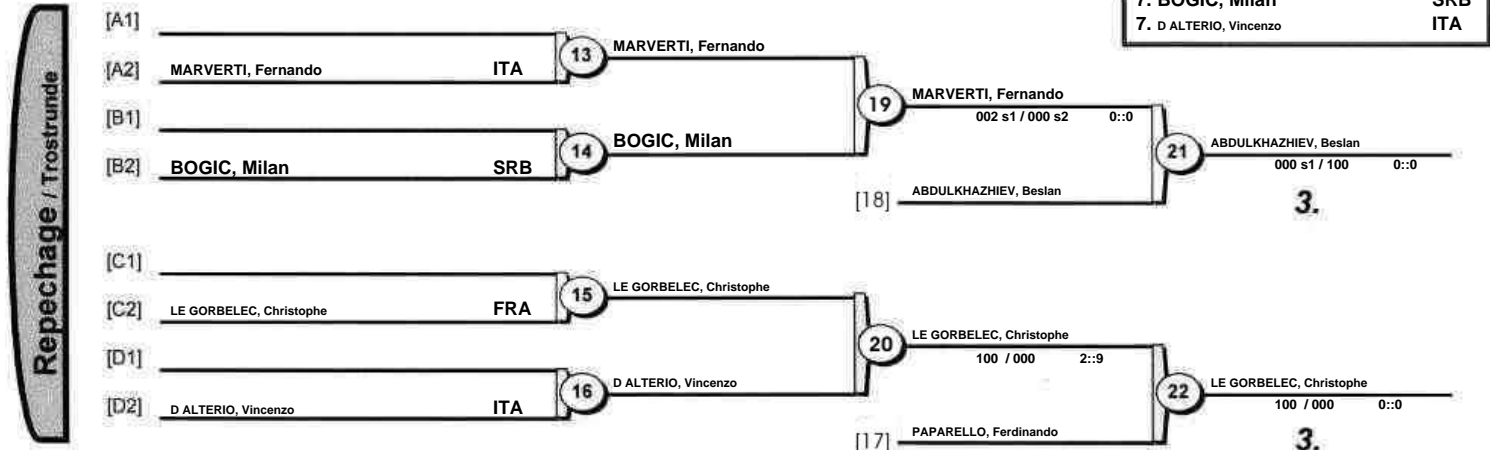 7. BOGIC, Milan SRB
7. D ALTERIO, Vincenzo ITA
Repechage / Trostrunde
[A1]
[A2] MARVERTI, Fernando ITA
13 MARVERTI, Fernando
[B1]
[B2] BOGIC, Milan SRB
14 BOGIC, Milan
19 MARVERTI, Fernando
002 s1 / 000 s2 0::0
[18] ABDULKHAZHIEV, Beslan
21 ABDULKHAZHIEV, Beslan
000 s1 / 100 0::0
3.
[C1]
[C2] LE GORBELEC, Christophe FRA
15 LE GORBELEC, Christophe
[D1]
[D2] D ALTERIO, Vincenzo ITA
16 D ALTERIO, Vincenzo
20 LE GORBELEC, Christophe
100 / 000 2::9
[17] PAPARELLO, Ferdinando
22 LE GORBELEC, Christophe
100 / 000 0::0
3.